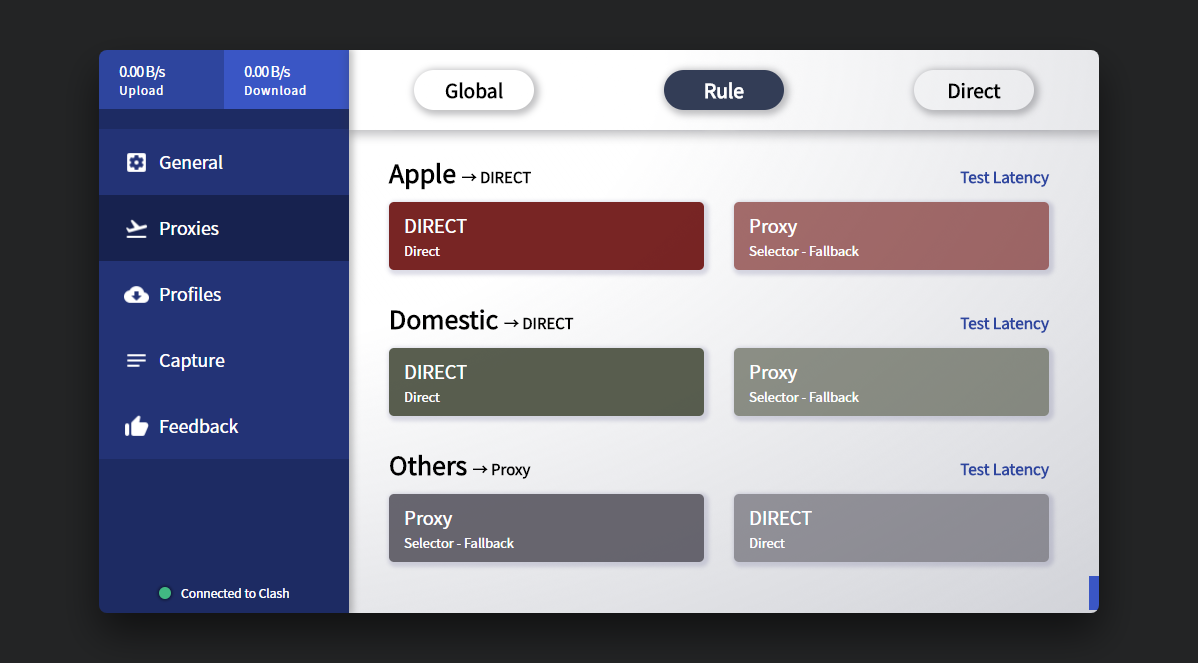 0.00 B/s
Upload
0.00 B/s
Download
General
Proxies
Profiles
Capture
Feedback
Connected to Clash
Global
Rule
Direct
Apple → DIRECT
Test Latency
DIRECT
Direct
Proxy
Selector - Fallback
Domestic → DIRECT
Test Latency
DIRECT
Direct
Proxy
Selector - Fallback
Others → Proxy
Test Latency
Proxy
Selector - Fallback
DIRECT
Direct